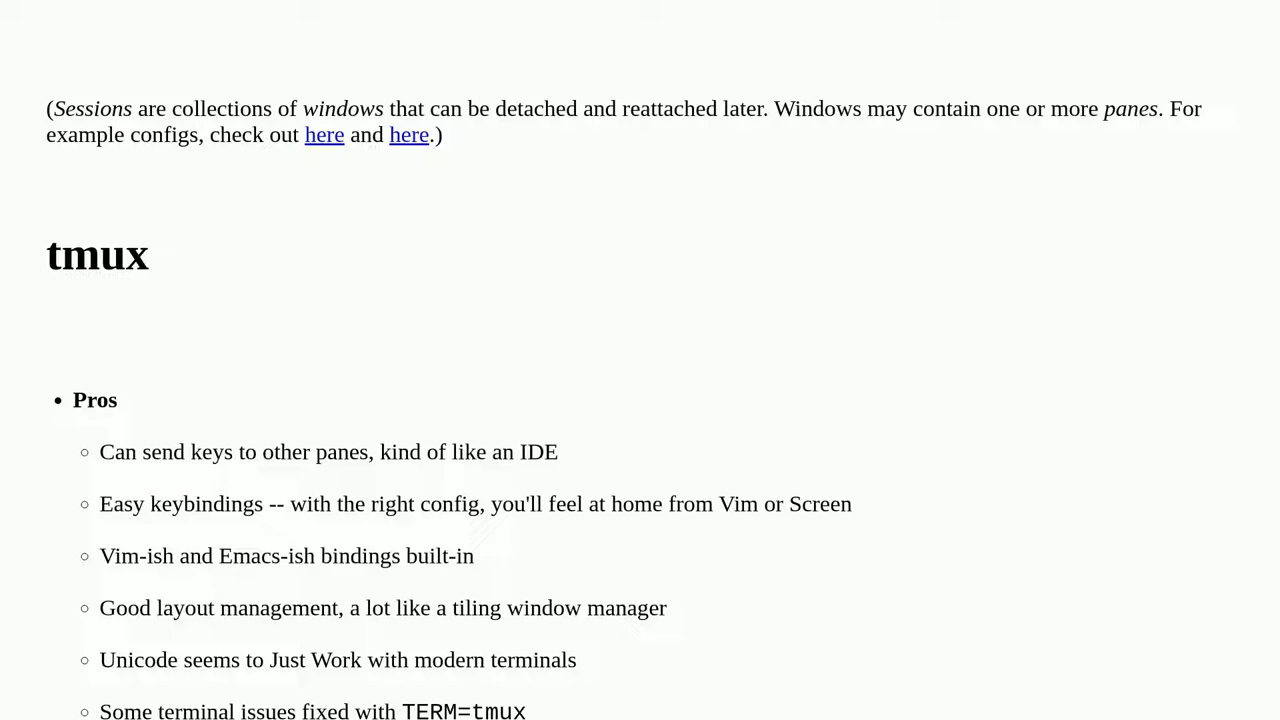 (Sessions are collections of windows that can be detached and reattached later. Windows may contain one or more panes. For
example configs, check out here and here.)
tmux
• Pros
◦ Can send keys to other panes, kind of like an IDE
◦ Easy keybindings -- with the right config, you'll feel at home from Vim or Screen
◦ Vim-ish and Emacs-ish bindings built-in
◦ Good layout management, a lot like a tiling window manager
◦ Unicode seems to Just Work with modern terminals
◦ Some terminal issues fixed with TERM=tmux